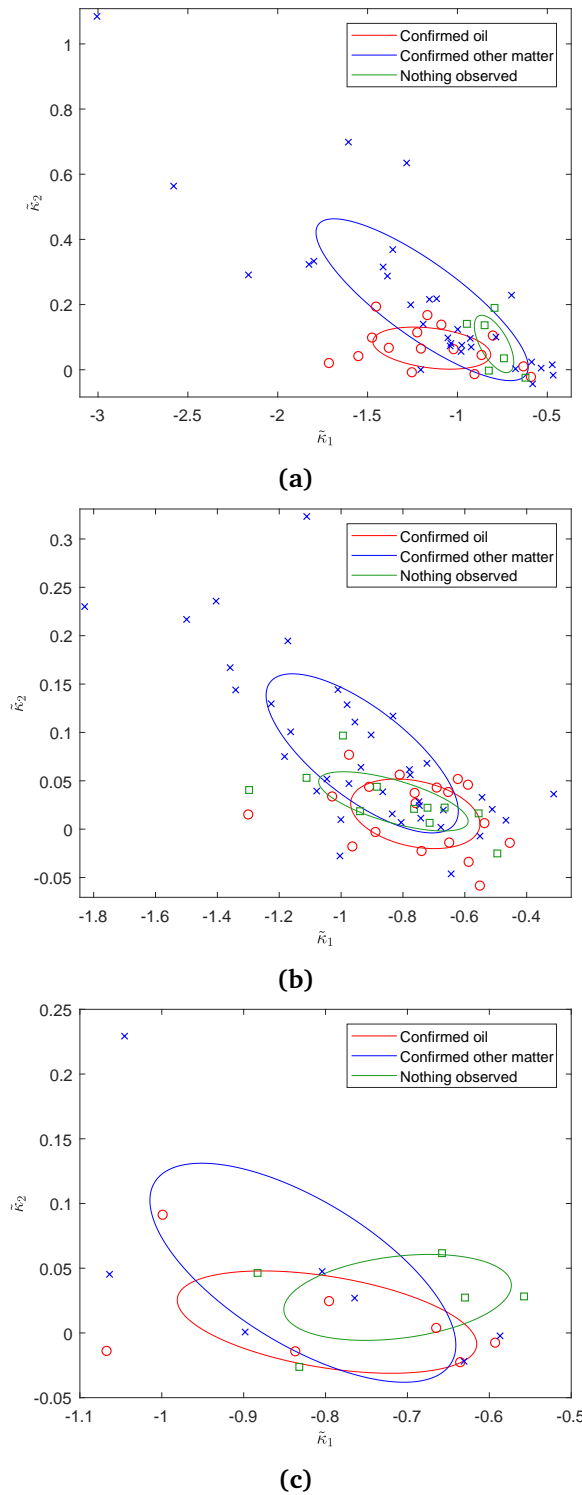 1
0.8
0.6
0.4
0.2
0
κ̃₂
Confirmed oil
Confirmed other matter
Nothing observed
-3 -2.5 -2 -1.5 -1 -0.5
κ̃₁
(a)
0.3
0.25
0.2
0.15
0.1
0.05
0
-0.05
κ̃₂
Confirmed oil
Confirmed other matter
Nothing observed
-1.8 -1.6 -1.4 -1.2 -1 -0.8 -0.6 -0.4
κ̃₁
(b)
0.25
0.2
0.15
0.1
0.05
0
-0.05
κ̃₂
Confirmed oil
Confirmed other matter
Nothing observed
-1.1 -1 -0.9 -0.8 -0.7 -0.6 -0.5
κ̃₁
(c)